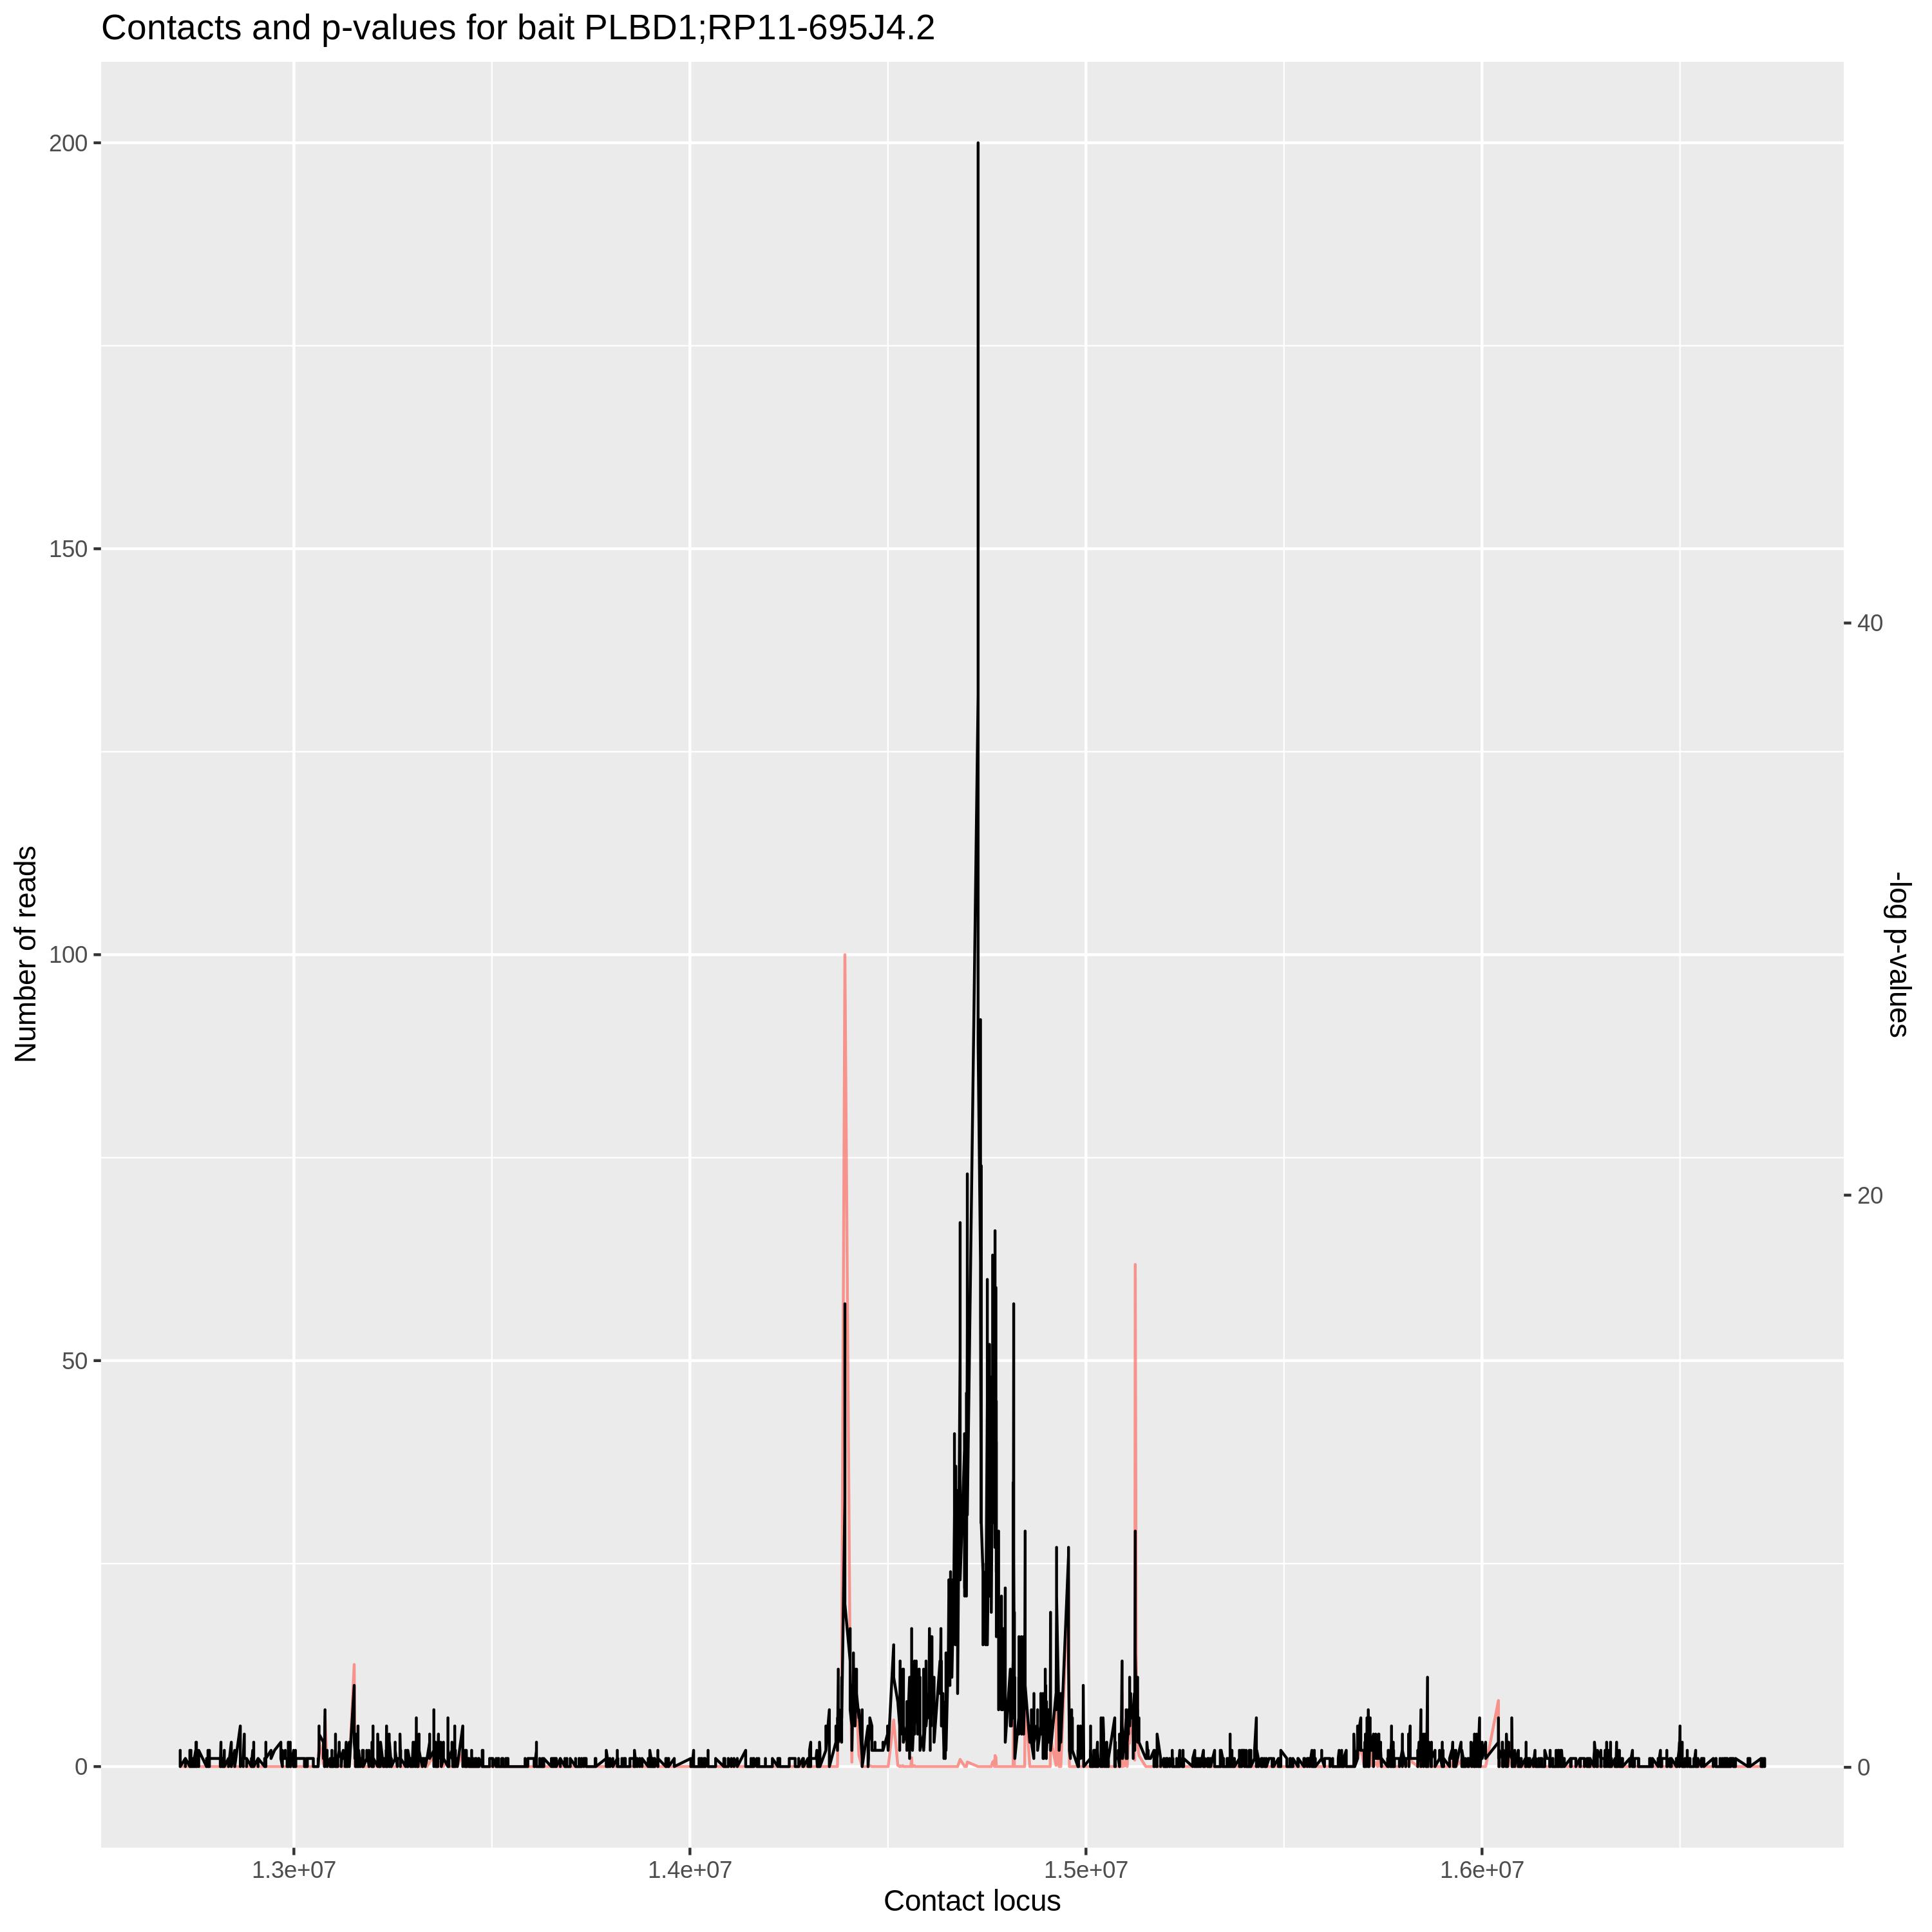 Contacts and p-values for bait PLBD1;RP11-695J4.2
200
150
100
50
0
Number of reads
40
20
0
-log p-values
1.3e+07
1.4e+07
1.5e+07
1.6e+07
Contact locus